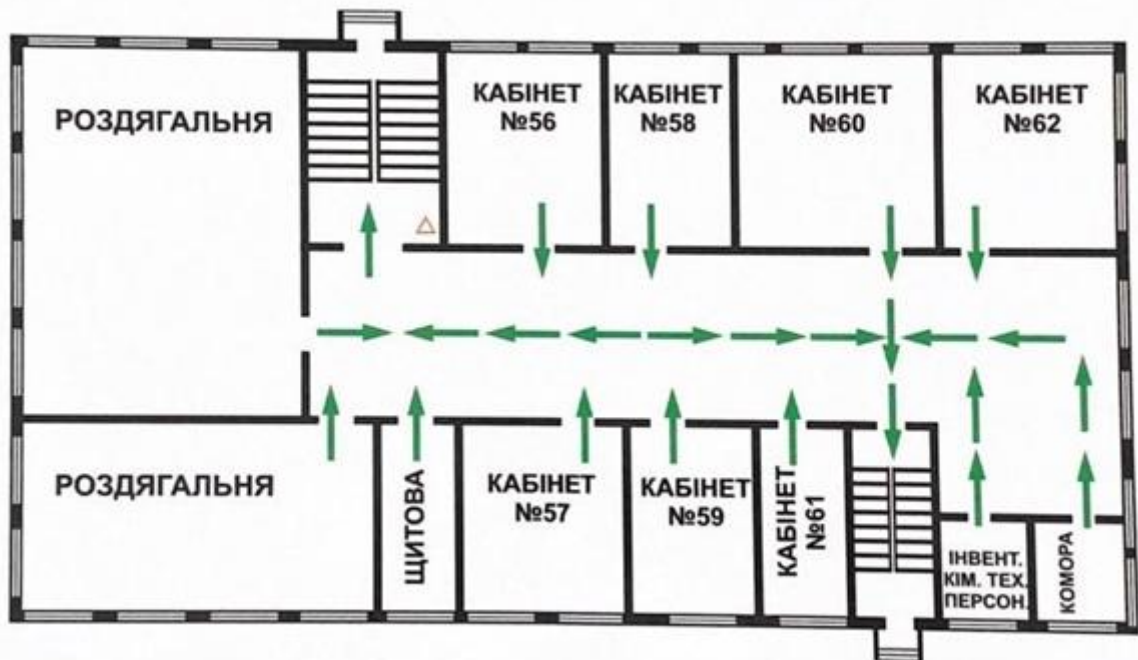 РОЗДЯГАЛЬНЯ
КАБІНЕТ
№56
КАБІНЕТ
№58
КАБІНЕТ
№60
КАБІНЕТ
№62
РОЗДЯГАЛЬНЯ
ЩИТОВА
КАБІНЕТ
№57
КАБІНЕТ
№59
КАБІНЕТ
№61
ІНВЕНТ.
КІМ. ТЕХ.
ПЕРСОН.
КОМОРА